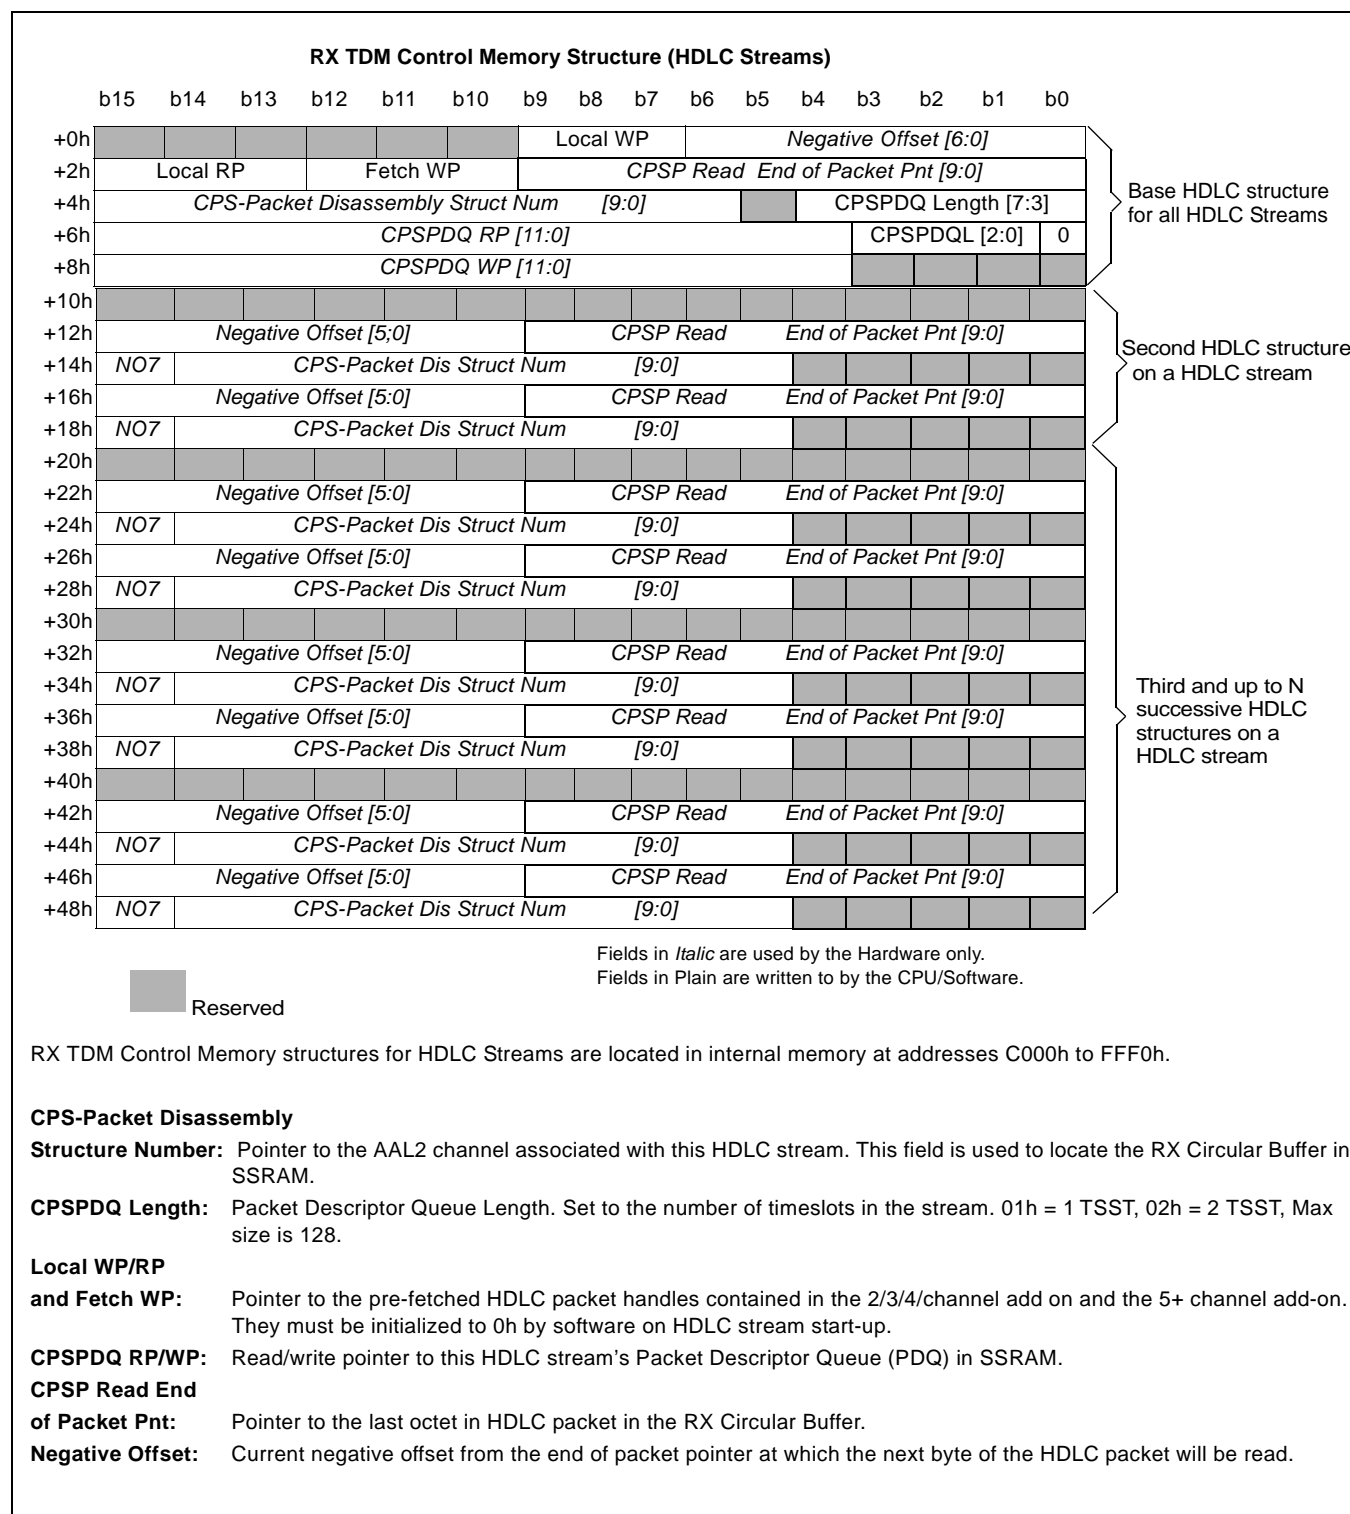 RX TDM Control Memory Structure (HDLC Streams)
b15 b14 b13 b12 b11 b10 b9 b8 b7 b6 b5 b4 b3 b2 b1 b0
+0h Local WP Negative Offset [6:0]
+2h Local RP Fetch WP CPSP Read End of Packet Pnt [9:0]
+4h CPS-Packet Disassembly Struct Num [9:0] CPSPDQ Length [7:3]
+6h CPSPDQ RP [11:0] CPSPDQL [2:0] 0
+8h CPSPDQ WP [11:0]
Base HDLC structure
for all HDLC Streams
+10h
+12h Negative Offset [5;0] CPSP Read End of Packet Pnt [9:0]
+14h NO7 CPS-Packet Dis Struct Num [9:0]
+16h Negative Offset [5:0] CPSP Read End of Packet Pnt [9:0]
+18h NO7 CPS-Packet Dis Struct Num [9:0]
Second HDLC structure
on a HDLC stream
+20h
+22h Negative Offset [5:0] CPSP Read End of Packet Pnt [9:0]
+24h NO7 CPS-Packet Dis Struct Num [9:0]
+26h Negative Offset [5:0] CPSP Read End of Packet Pnt [9:0]
+28h NO7 CPS-Packet Dis Struct Num [9:0]
+30h
+32h Negative Offset [5:0] CPSP Read End of Packet Pnt [9:0]
+34h NO7 CPS-Packet Dis Struct Num [9:0]
+36h Negative Offset [5:0] CPSP Read End of Packet Pnt [9:0]
+38h NO7 CPS-Packet Dis Struct Num [9:0]
+40h
+42h Negative Offset [5:0] CPSP Read End of Packet Pnt [9:0]
+44h NO7 CPS-Packet Dis Struct Num [9:0]
+46h Negative Offset [5:0] CPSP Read End of Packet Pnt [9:0]
+48h NO7 CPS-Packet Dis Struct Num [9:0]
Third and up to N
successive HDLC
structures on a
HDLC stream
Fields in Italic are used by the Hardware only.
Fields in Plain are written to by the CPU/Software.
Reserved
RX TDM Control Memory structures for HDLC Streams are located in internal memory at addresses C000h to FFF0h.
CPS-Packet Disassembly
Structure Number: Pointer to the AAL2 channel associated with this HDLC stream. This field is used to locate the RX Circular Buffer in
SSRAM.
CPSPDQ Length: Packet Descriptor Queue Length. Set to the number of timeslots in the stream. 01h = 1 TSST, 02h = 2 TSST, Max
size is 128.
Local WP/RP
and Fetch WP: Pointer to the pre-fetched HDLC packet handles contained in the 2/3/4/channel add on and the 5+ channel add-on.
They must be initialized to 0h by software on HDLC stream start-up.
CPSPDQ RP/WP: Read/write pointer to this HDLC stream's Packet Descriptor Queue (PDQ) in SSRAM.
CPSP Read End
of Packet Pnt: Pointer to the last octet in HDLC packet in the RX Circular Buffer.
Negative Offset: Current negative offset from the end of packet pointer at which the next byte of the HDLC packet will be read.